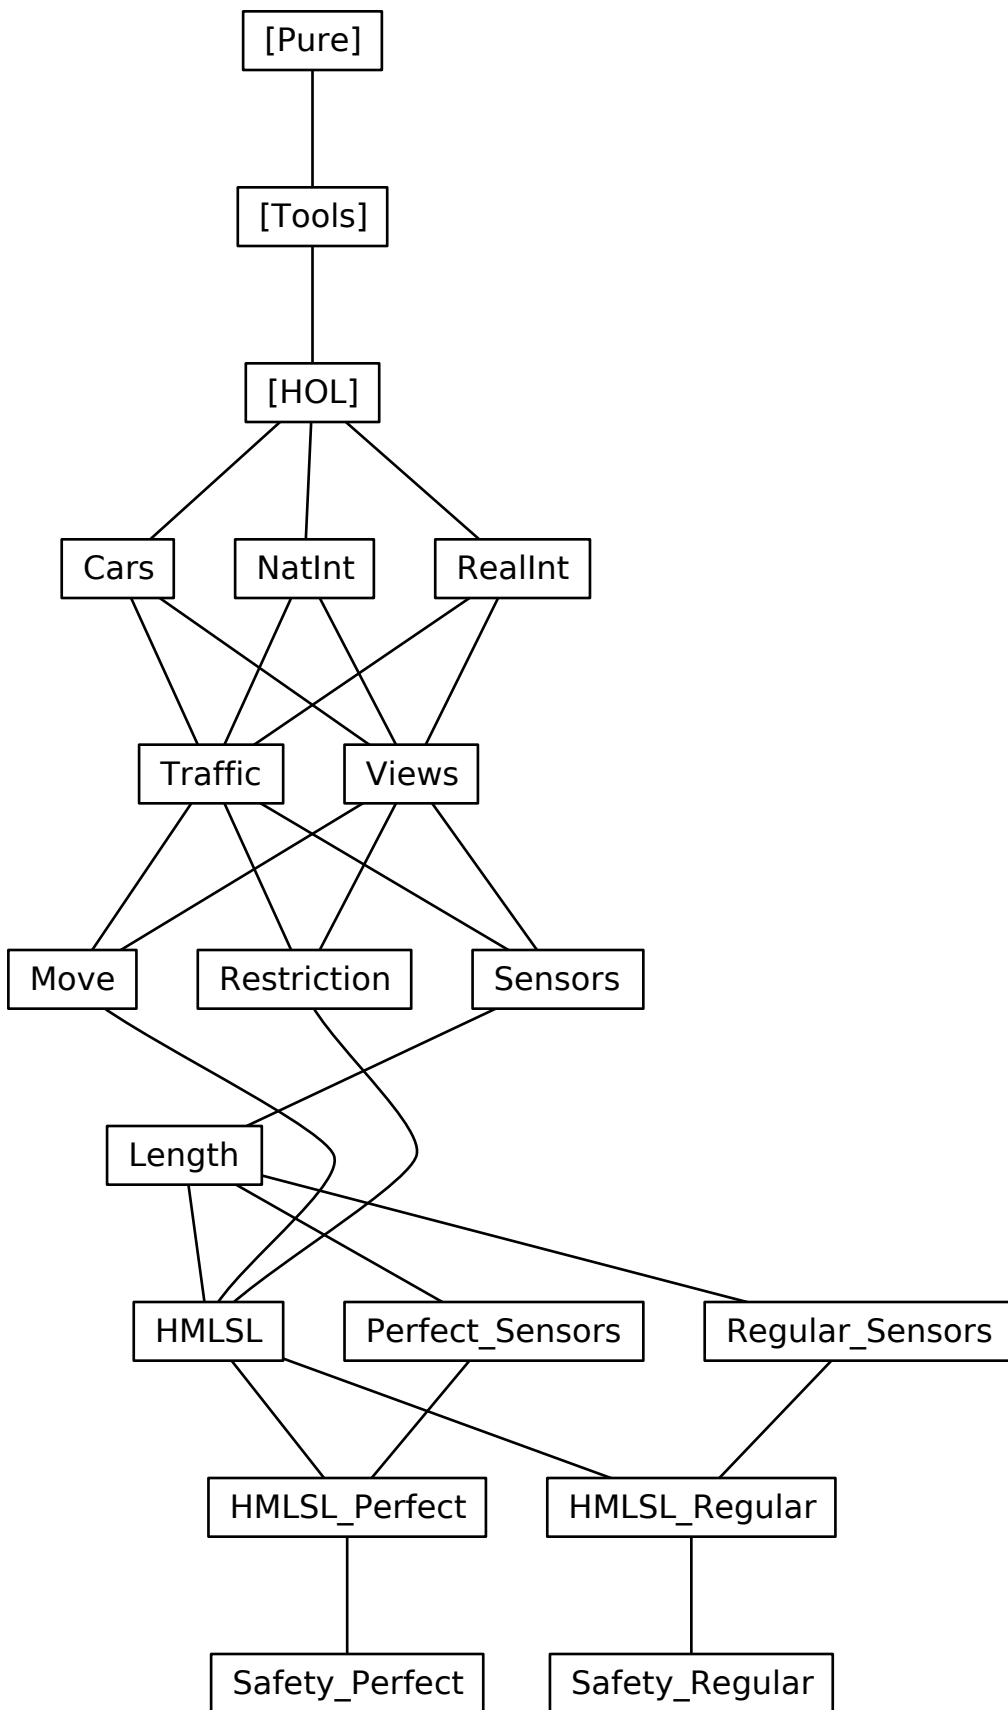 [Pure]
[Tools]
[HOL]
Cars NatInt RealInt
Traffic Views
Move Restriction Sensors
Length
HMLSL Perfect_Sensors Regular_Sensors
HMLSL_Perfect HMLSL_Regular
Safety_Perfect Safety_Regular